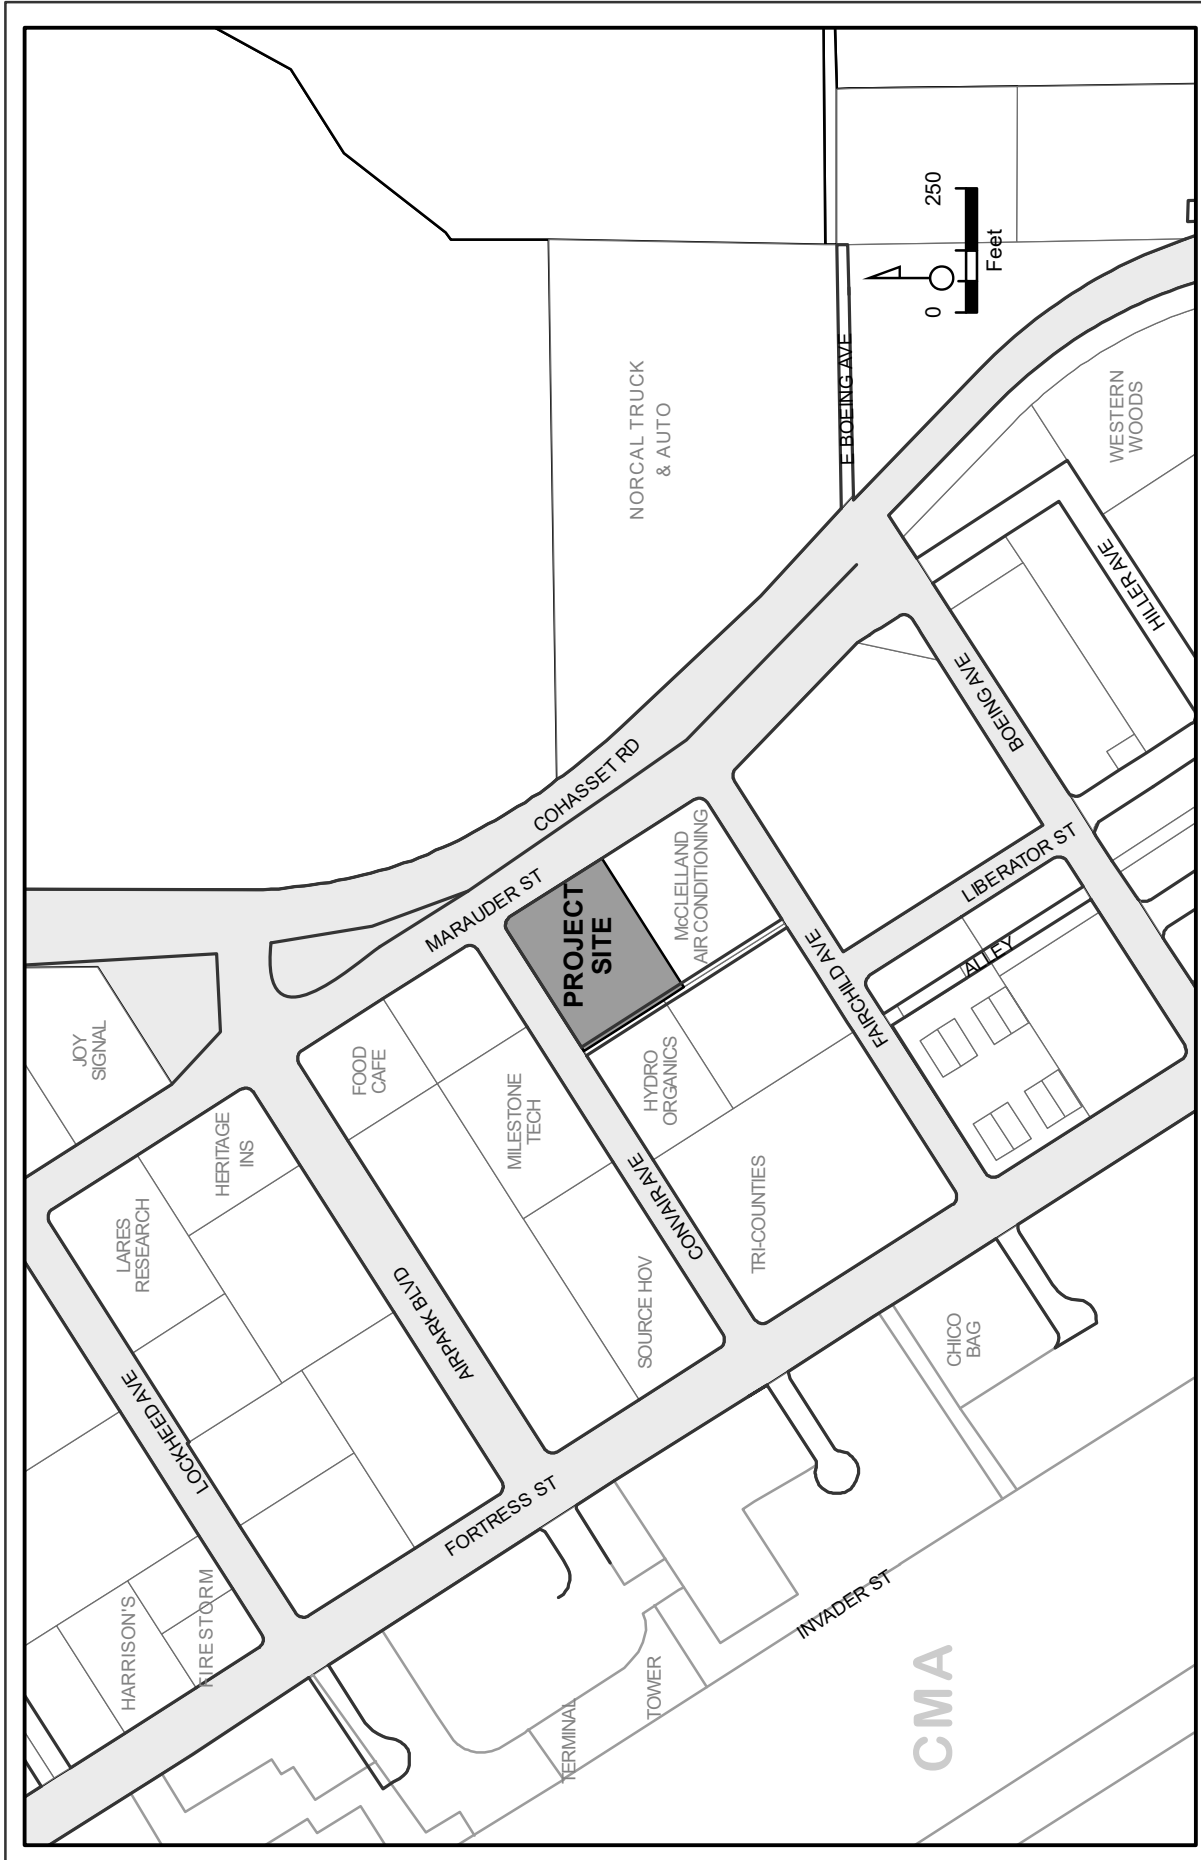 JOY
SIGNAL
LARES
RESEARCH
HERITAGE
INS
HARRISON'S
FIRESTORM
LOCKHEED AVE
FOOD
CAFE
MILESTONE
TECH
SOURCE HOV
AIRPARK BLVD
FORTRESS ST
TERMINAL
TOWER
MARAUDER ST
COHASSET RD
PROJECT
SITE
McCLELLAND
AIR CONDITIONING
HYDRO
ORGANICS
TRI-COUNTIES
CONVAIR AVE
FAIRCHILD AVE
NORCAL TRUCK
& AUTO
E BOEING AVE
0
250
Feet
WESTERN
WOODS
HILLER AVE
BOEING AVE
LIBERATOR ST
ALLEY
CHICO
BAG
INVADER ST
CMA